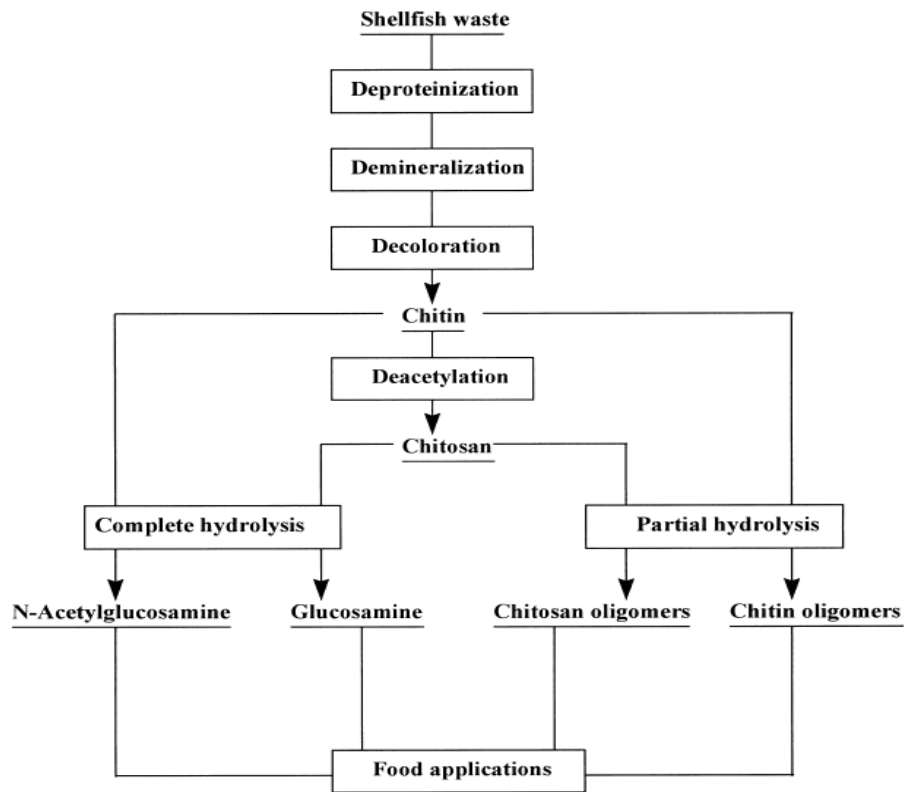 Shellfish waste
Deproteinization
Demineralization
Decoloration
Chitin
Deacetylation
Chitosan
Complete hydrolysis
Partial hydrolysis
N-Acetylglucosamine
Glucosamine
Chitosan oligomers
Chitin oligomers
Food applications